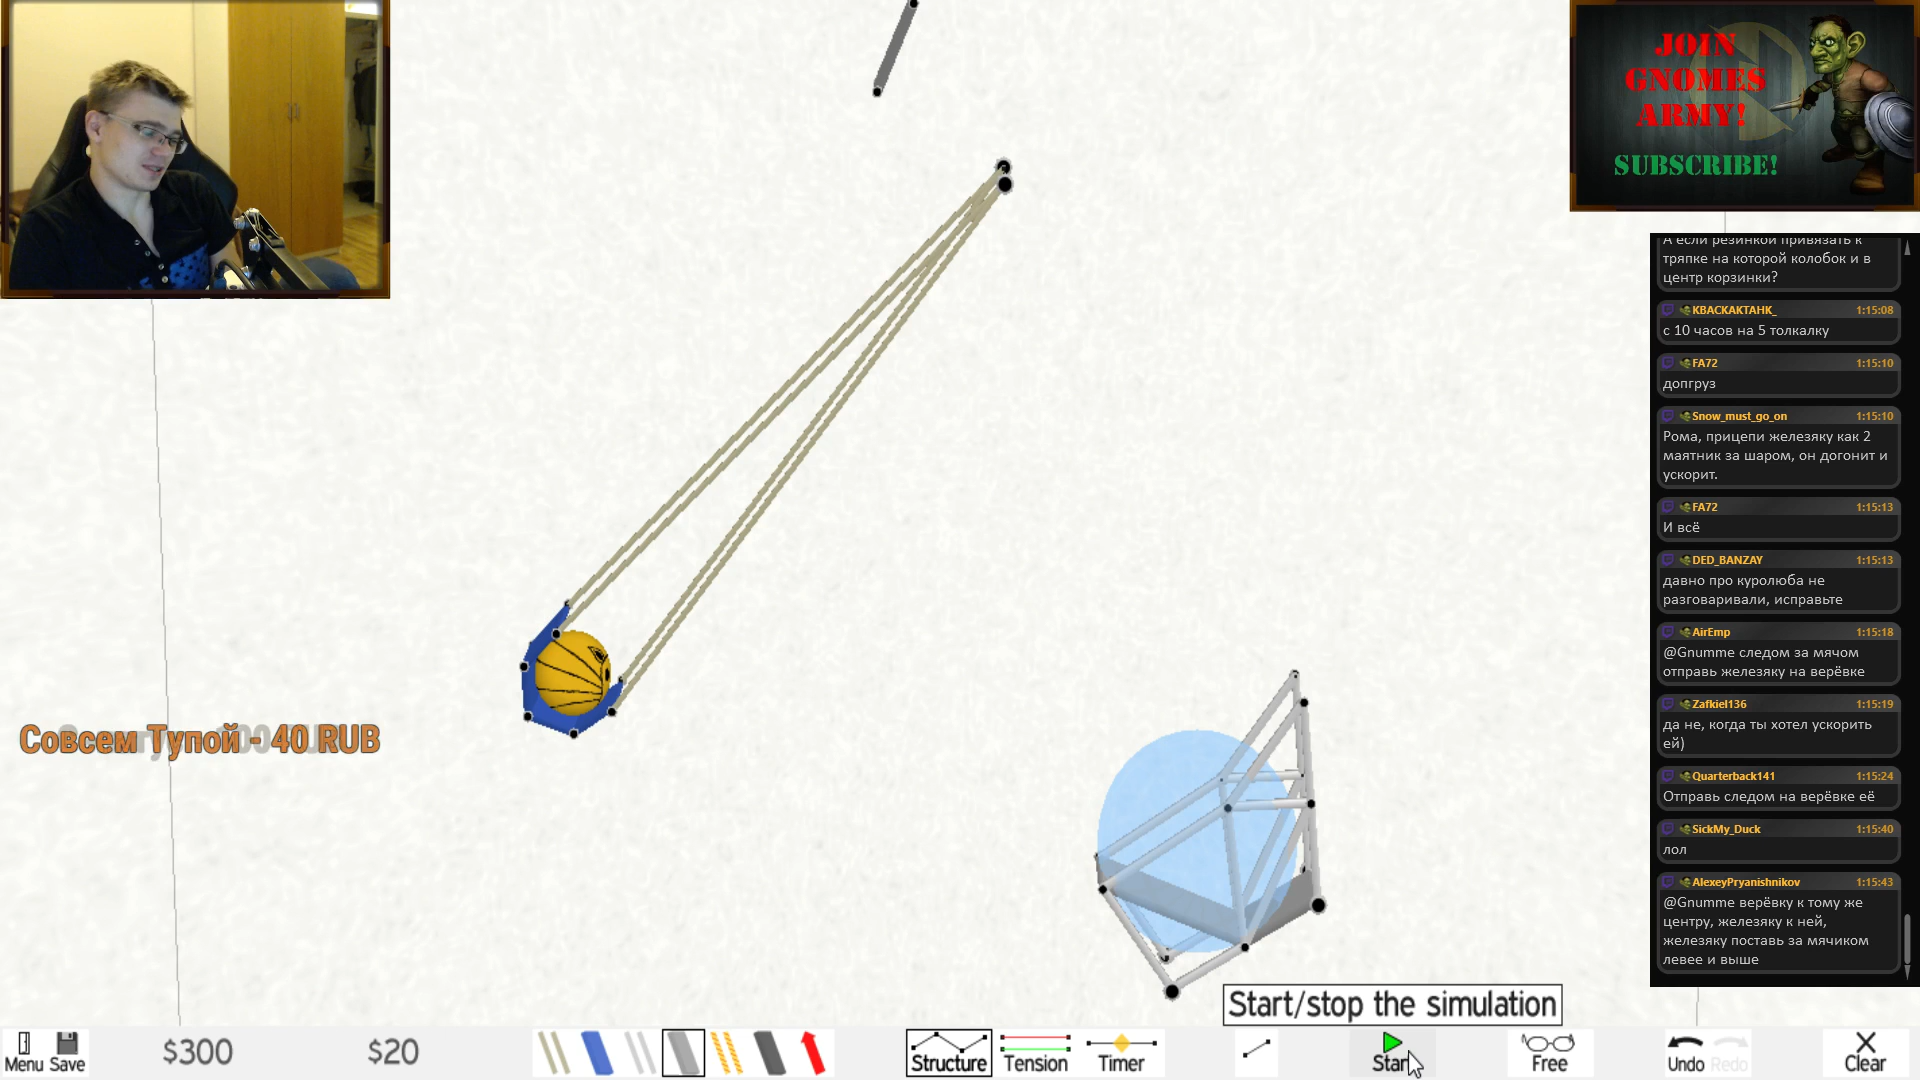 JOIN
GNOMES
ARMY!
SUBSCRIBE!
А если резинкой привязать к
тряпке на которой колобок и в
центр корзинки?
KBACKAKTAHK_ 1:15:08
с 10 часов на 5 толкалку
FA72 1:15:10
допгруз
Snow_must_go_on 1:15:10
Рома, прицепи железяку как 2
маятник за шаром, он догонит и
ускорит.
FA72 1:15:13
И всё
DED_BANZAY 1:15:13
давно про куролюба не
разговаривали, исправьте
AirEmp 1:15:18
@Gnumme следом за мячом
отправь железяку на верёвке
Zafkiel136 1:15:19
да не, когда ты хотел ускорить
ей)
Quarterback141 1:15:24
Отправь следом на верёвке её
SickMy_Duck 1:15:40
лол
AlexeyPryanishnikov 1:15:43
@Gnumme верёвку к тому же
центру, железяку к ней,
железяку поставь за мячиком
левее и выше
Совсем Тупой - 40 RUB
Start/stop the simulation
Menu Save $300 $20 Structure Tension Timer Start Free Undo Redo Clear